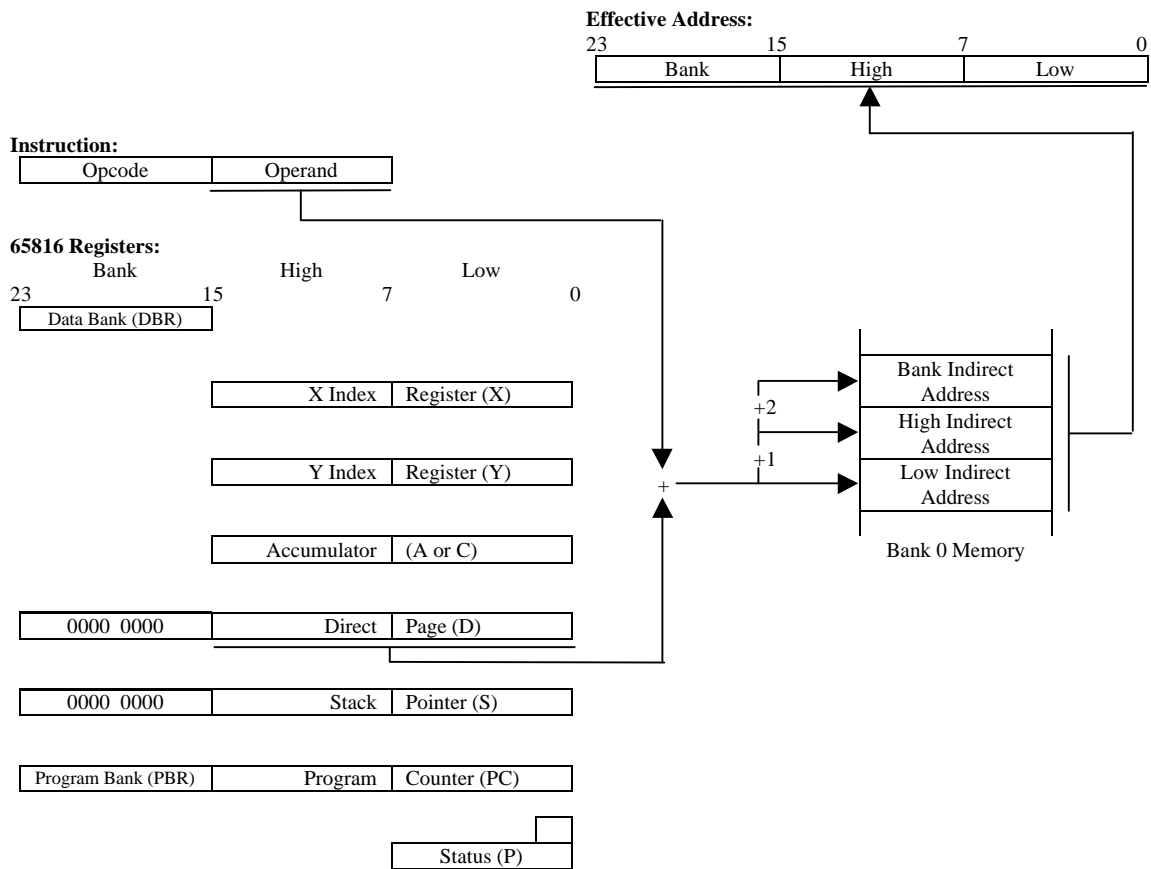 Effective Address:
23 15 7 0
Bank High Low
Instruction:
Opcode Operand
65816 Registers:
Bank High Low
23 15 7 0
Data Bank (DBR)
Bank Indirect
Address
X Index Register (X)
+2
High Indirect
Address
+1
Y Index Register (Y)
Low Indirect
Address
+
Accumulator (A or C)
Bank 0 Memory
0000 0000 Direct Page (D)
0000 0000 Stack Pointer (S)
Program Bank (PBR) Program Counter (PC)
Status (P)